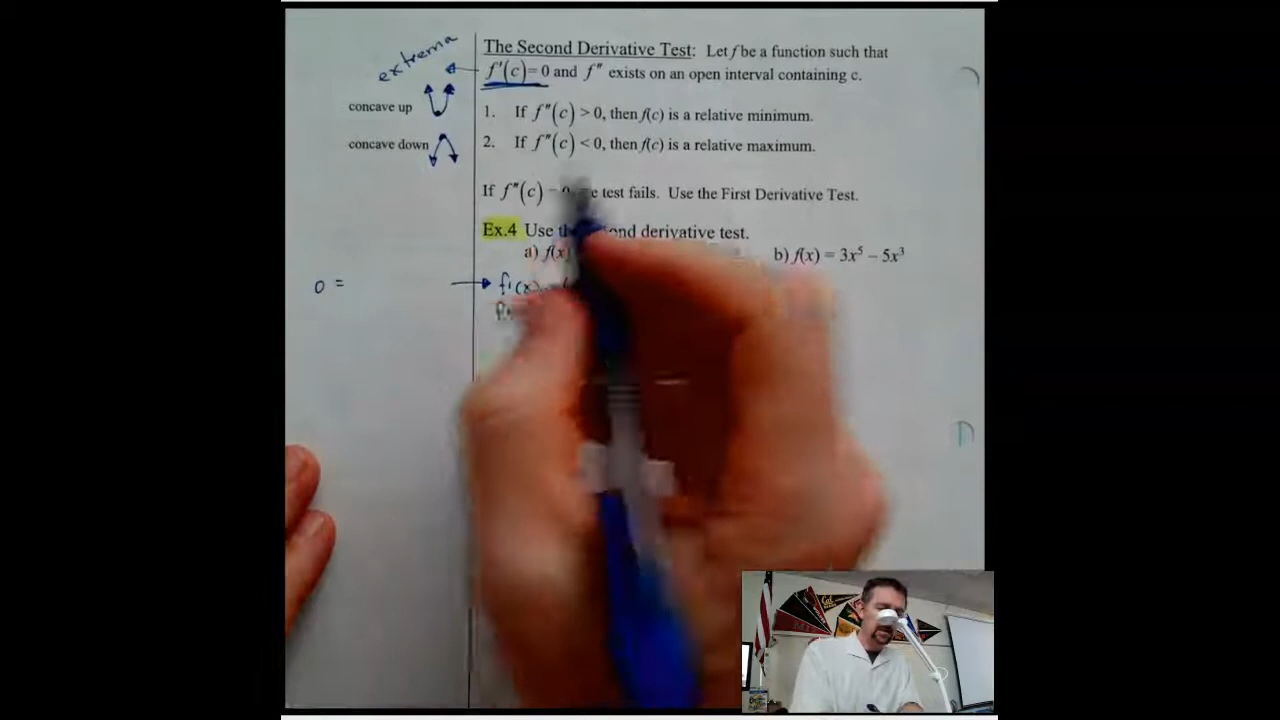 extrema
The Second Derivative Test: Let f be a function such that
f'(c)=0 and f" exists on an open interval containing c.
concave up
1. If f"(c) > 0, then f(c) is a relative minimum.
concave down
2. If f"(c) < 0, then f(c) is a relative maximum.
If f"(c) = test fails. Use the First Derivative Test.
Ex.4 Use derivative test.
a) f(x)
b) f(x) = 3x⁵ − 5x³
0 =
f'(x)